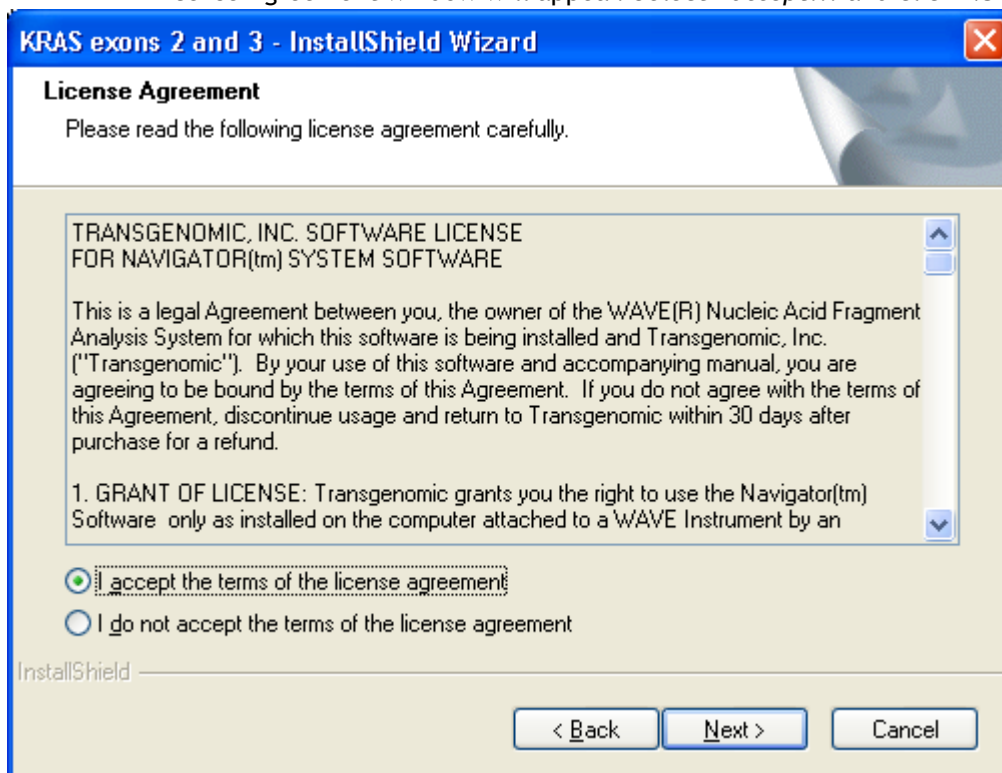 KRAS exons 2 and 3 - InstallShield Wizard
License Agreement
Please read the following license agreement carefully.
TRANSGENOMIC, INC. SOFTWARE LICENSE
FOR NAVIGATOR(tm) SYSTEM SOFTWARE
This is a legal Agreement between you, the owner of the WAVE(R) Nucleic Acid Fragment
Analysis System for which this software is being installed and Transgenomic, Inc.
("Transgenomic"). By your use of this software and accompanying manual, you are
agreeing to be bound by the terms of this Agreement. If you do not agree with the terms of
this Agreement, discontinue usage and return to Transgenomic within 30 days after
purchase for a refund.
1. GRANT OF LICENSE: Transgenomic grants you the right to use the Navigator(tm)
Software only as installed on the computer attached to a WAVE Instrument by an
I accept the terms of the license agreement
I do not accept the terms of the license agreement
InstallShield
< Back
Next >
Cancel